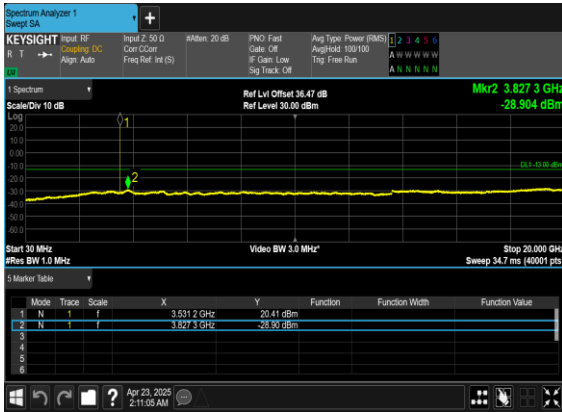 Spectrum Analyzer 1
Swept SA
+
KEYSIGHT Input: RF Input Z: 50 Ω #Atten: 20 dB PNO: Fast Avg Type: Power (RMS) 1 2 3 4 5 6
R T Coupling: DC Corr CCorr Gate: Off Avg|Hold: 100/100 A W W W W W
Align: Auto Freq Ref: Int (S) IF Gain: Low Trig: Free Run
LXI Sig Track: Off A N N N N N
1 Spectrum Ref Lvl Offset 36.47 dB Mkr2 3.827 3 GHz
Scale/Div 10 dB Ref Level 30.00 dBm -28.904 dBm
Log
20.0
10.0
0.00
-10.0
-20.0
-30.0
-40.0
-50.0
-60.0
1
2
DL1 -13.00 dBm
Start 30 MHz Video BW 3.0 MHz* Stop 20.000 GHz
#Res BW 1.0 MHz Sweep 34.7 ms (40001 pts)
5 Marker Table
Mode Trace Scale X Y Function Function Width Function Value
1 N 1 f 3.531 2 GHz 20.41 dBm
2 N 1 f 3.827 3 GHz -28.90 dBm
3
4
5
6
? Apr 23, 2025
2:11:05 AM